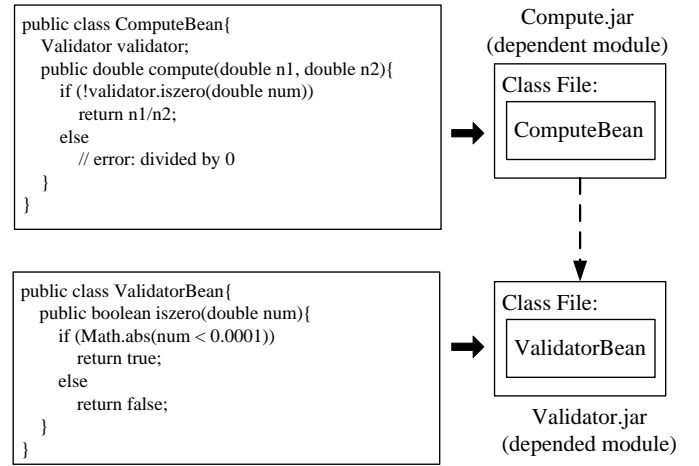 public class ComputeBean{
Validator validator;
public double compute(double n1, double n2){
if (!validator.iszero(double num))
return n1/n2;
else
// error: divided by 0
}
}
Compute.jar
(dependent module)
Class File:
ComputeBean
public class ValidatorBean{
public boolean iszero(double num){
if (Math.abs(num < 0.0001))
return true;
else
return false;
}
}
Class File:
ValidatorBean
Validator.jar
(depended module)